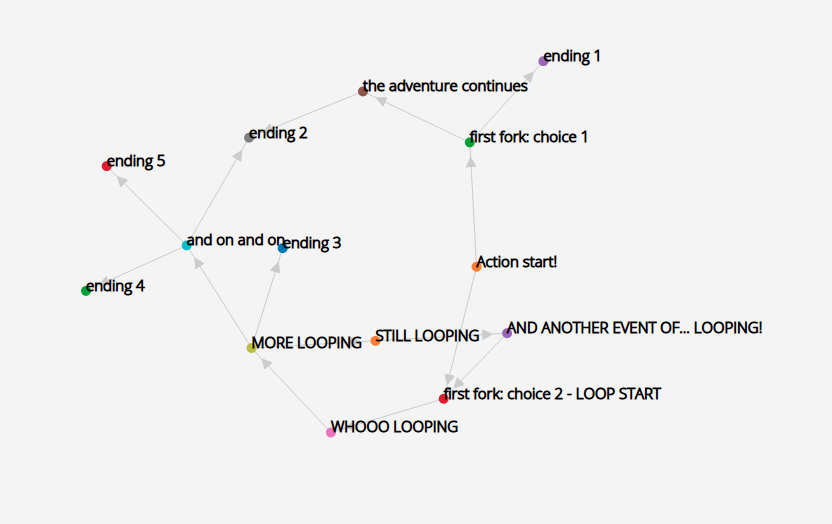 ending 1
the adventure continues
ending 2
first fork: choice 1
ending 5
and on and on
ending 3
Action start!
ending 4
AND ANOTHER EVENT OF... LOOPING!
STILL LOOPING
MORE LOOPING
first fork: choice 2 - LOOP START
WHOOO LOOPING